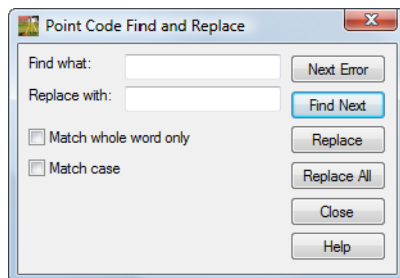 Point Code Find and Replace
Find what:
Next Error
Replace with:
Find Next
Match whole word only
Replace
Match case
Replace All
Close
Help